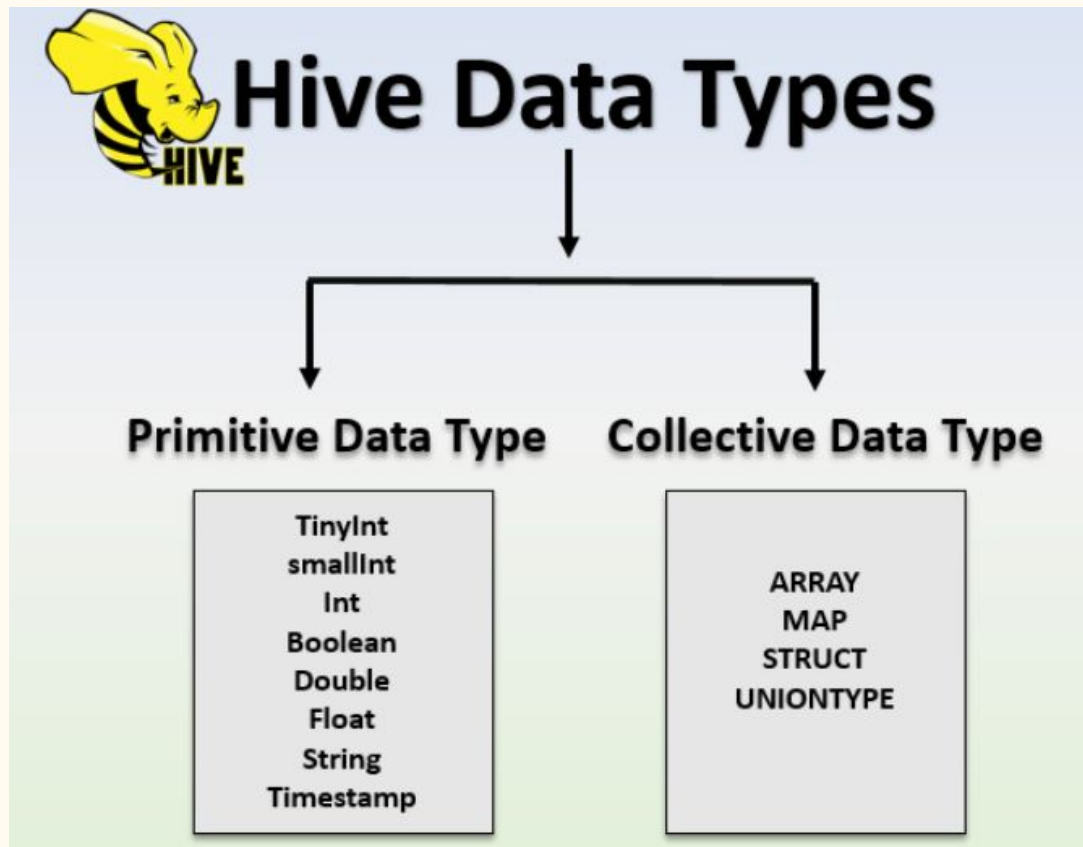 HIVE
Hive Data Types
Primitive Data Type
TinyInt
smallInt
Int
Boolean
Double
Float
String
Timestamp
Collective Data Type
ARRAY
MAP
STRUCT
UNIONTYPE